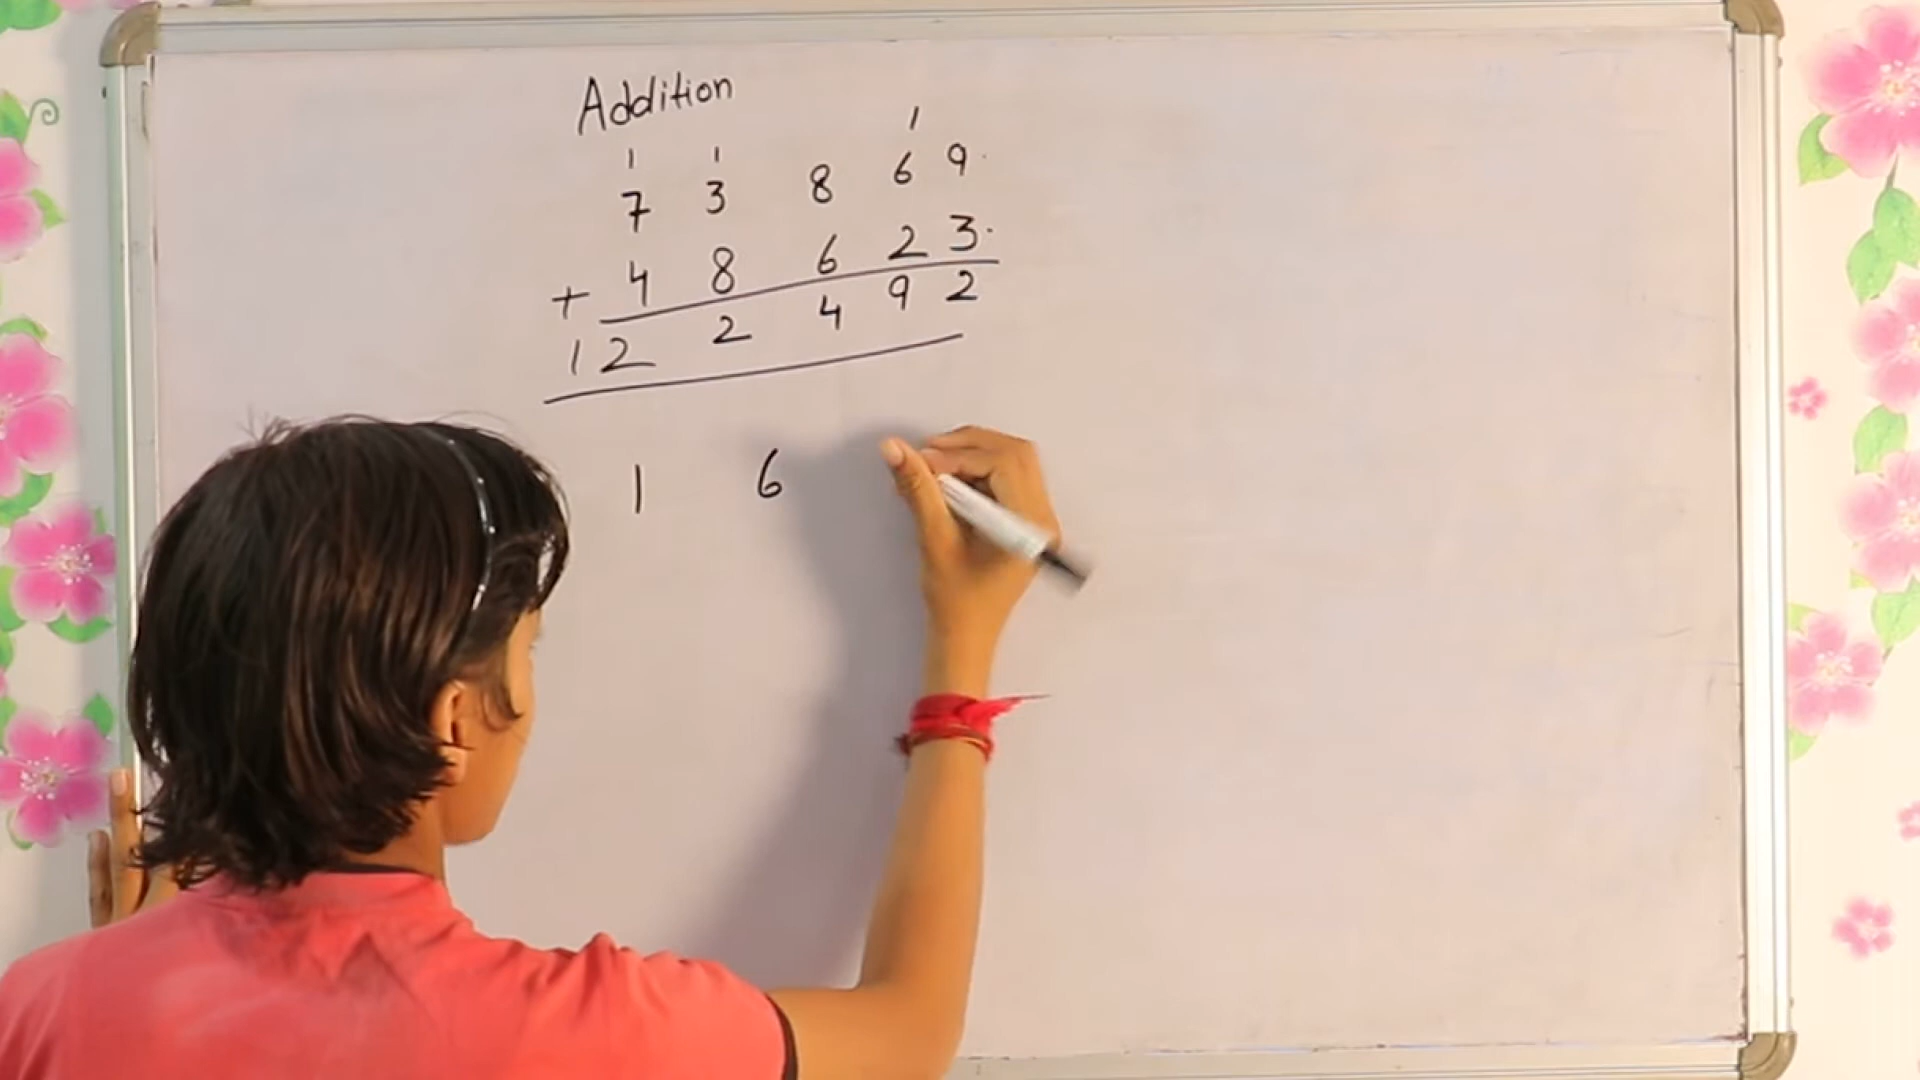 Addition
1 1 1
7 3 8 6 9.
+ 4 8 6 2 3.
1 2 2 4 9 2
1 6